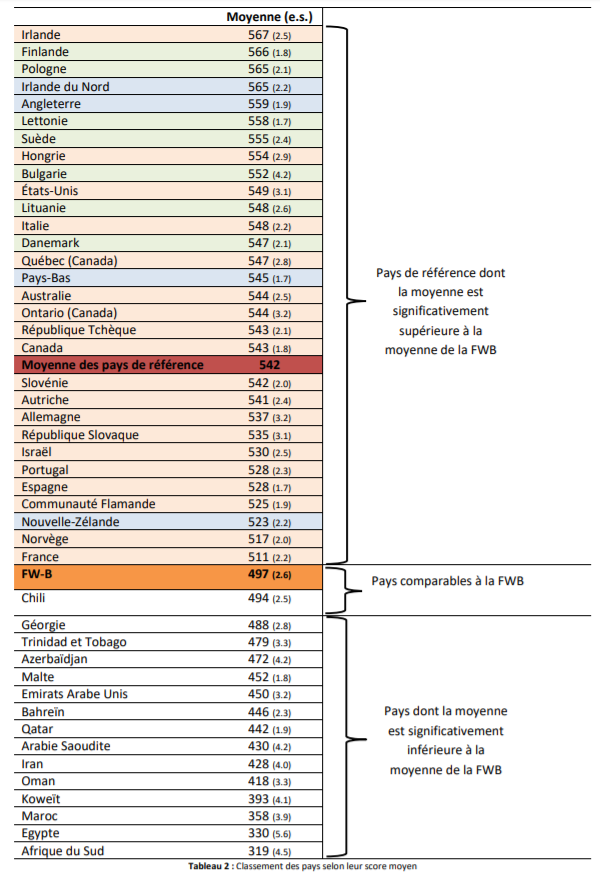 Moyenne (e.s.)
Irlande 567 (2.5)
Finlande 566 (1.8)
Pologne 565 (2.1)
Irlande du Nord 565 (2.2)
Angleterre 559 (1.9)
Lettonie 558 (1.7)
Suède 555 (2.4)
Hongrie 554 (2.9)
Bulgarie 552 (4.2)
États-Unis 549 (3.1)
Lituanie 548 (2.6)
Italie 548 (2.2)
Danemark 547 (2.1)
Québec (Canada) 547 (2.8)
Pays-Bas 545 (1.7)
Australie 544 (2.5)
Ontario (Canada) 544 (3.2)
République Tchèque 543 (2.1)
Canada 543 (1.8)
Moyenne des pays de référence 542
Slovénie 542 (2.0)
Autriche 541 (2.4)
Allemagne 537 (3.2)
République Slovaque 535 (3.1)
Israël 530 (2.5)
Portugal 528 (2.3)
Espagne 528 (1.7)
Communauté Flamande 525 (1.9)
Nouvelle-Zélande 523 (2.2)
Norvège 517 (2.0)
France 511 (2.2)
Pays de référence dont
la moyenne est
significativement
supérieure à la
moyenne de la FWB
FW-B 497 (2.6)
Chili 494 (2.5)
Pays comparables à la FWB
Géorgie 488 (2.8)
Trinidad et Tobago 479 (3.3)
Azerbaïdjan 472 (4.2)
Malte 452 (1.8)
Emirats Arabe Unis 450 (3.2)
Bahreïn 446 (2.3)
Qatar 442 (1.9)
Arabie Saoudite 430 (4.2)
Iran 428 (4.0)
Oman 418 (3.3)
Koweït 393 (4.1)
Maroc 358 (3.9)
Egypte 330 (5.6)
Afrique du Sud 319 (4.5)
Pays dont la moyenne
est significativement
inférieure à la
moyenne de la FWB
Tableau 2 : Classement des pays selon leur score moyen